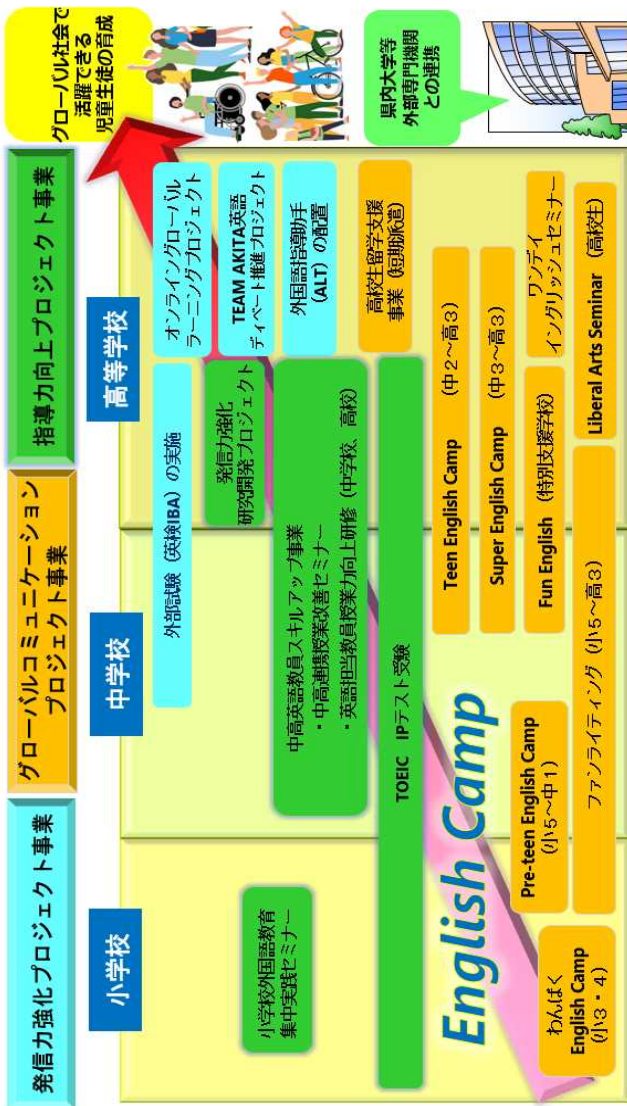 発信力強化プロジェクト事業
グローバルコミュニケーション
プロジェクト事業
指導力向上プロジェクト事業
グローバル社会で
活躍できる
児童生徒の育成
小学校
中学校
高等学校
外部試験（英検IBA）の実施
オンライングローバル
ラーニングプロジェクト
発信力強化
研究開発プロジェクト
TEAM AKITA英語
ディベート推進プロジェクト
小学校外国語教育
集中実践セミナー
中高英語教員スキルアップ事業
・中高連携授業改善セミナー
・英語担当教員授業力向上研修（中学校、高校）
外国語指導助手
（ALT）の配置
TOEIC　IPテスト受験
高校生留学支援
事業（短期派遣）
県内大学等
外部専門機関
との連携
English Camp
Teen English Camp　（中２～高３）
Super English Camp　（中３～高３）
Pre-teen English Camp
（小５～中１）
Fun English　（特別支援学校）
ワンデイ
イングリッシュセミナー
わんぱく
English Camp
（小３・４）
ファンライティング（小５～高３）
Liberal Arts Seminar　（高校生）